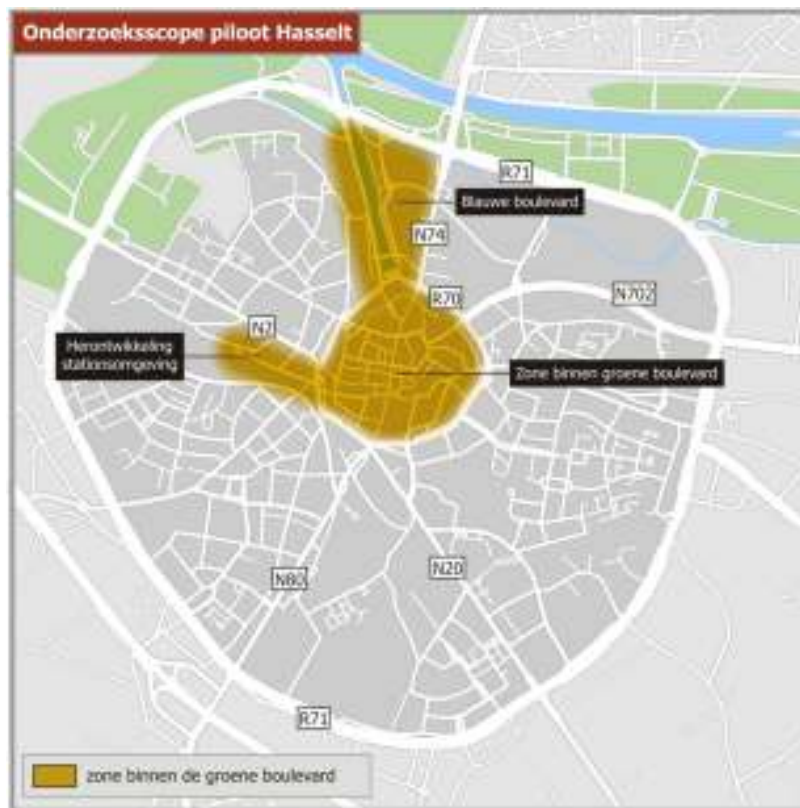 Onderzoeksscope piloot Hasselt
R71
Blauwe boulevard
N74
R70
N702
N2
Herontwikkeling
stationsomgeving
Zone binnen groene boulevard
N80
N20
R71
zone binnen de groene boulevard